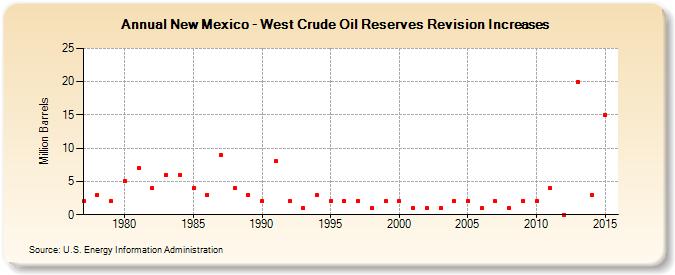 Annual New Mexico - West Crude Oil Reserves Revision Increases
Million Barrels
25
20
15
10
5
0
1980 1985 1990 1995 2000 2005 2010 2015
Source: U.S. Energy Information Administration